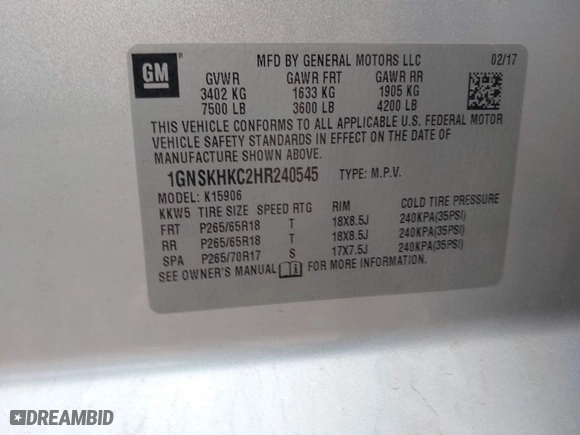 GM MFD BY GENERAL MOTORS LLC 02/17
GVWR GAWR FRT GAWR RR
3402 KG 1633 KG 1905 KG
7500 LB 3600 LB 4200 LB
THIS VEHICLE CONFORMS TO ALL APPLICABLE U.S. FEDERAL MOTOR
VEHICLE SAFETY STANDARDS IN EFFECT ON THE DATE OF
MANUFACTURE SHOWN ABOVE.
1GNSKHKC2HR240545 TYPE: M.P.V.
MODEL: K15906
KKW5 TIRE SIZE SPEED RTG RIM COLD TIRE PRESSURE
FRT P265/65R18 T 18X8.5J 240KPA(35PSI)
RR P265/65R18 T 18X8.5J 240KPA(35PSI)
SPA P265/70R17 S 17X7.5J 240KPA(35PSI)
SEE OWNER'S MANUAL FOR MORE INFORMATION.
DREAMBID